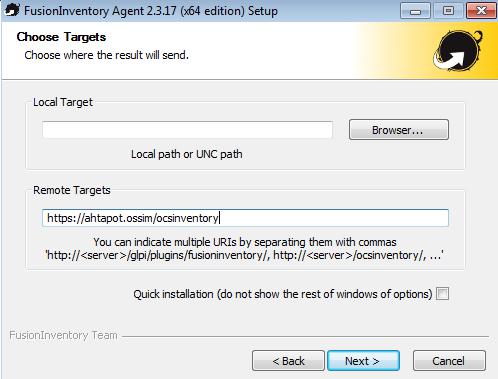 FusionInventory Agent 2.3.17 (x64 edition) Setup
Choose Targets
Choose where the result will send.
Local Target
Browse...
Local path or UNC path
Remote Targets
https://ahtapot.ossim/ocsinventory
You can indicate multiple URIs by separating them with commas
'http://<server>/glpi/plugins/fusioninventory/, http://<server>/ocsinventory/, ...'
Quick installation (do not show the rest of windows of options)
FusionInventory Team
< Back
Next >
Cancel